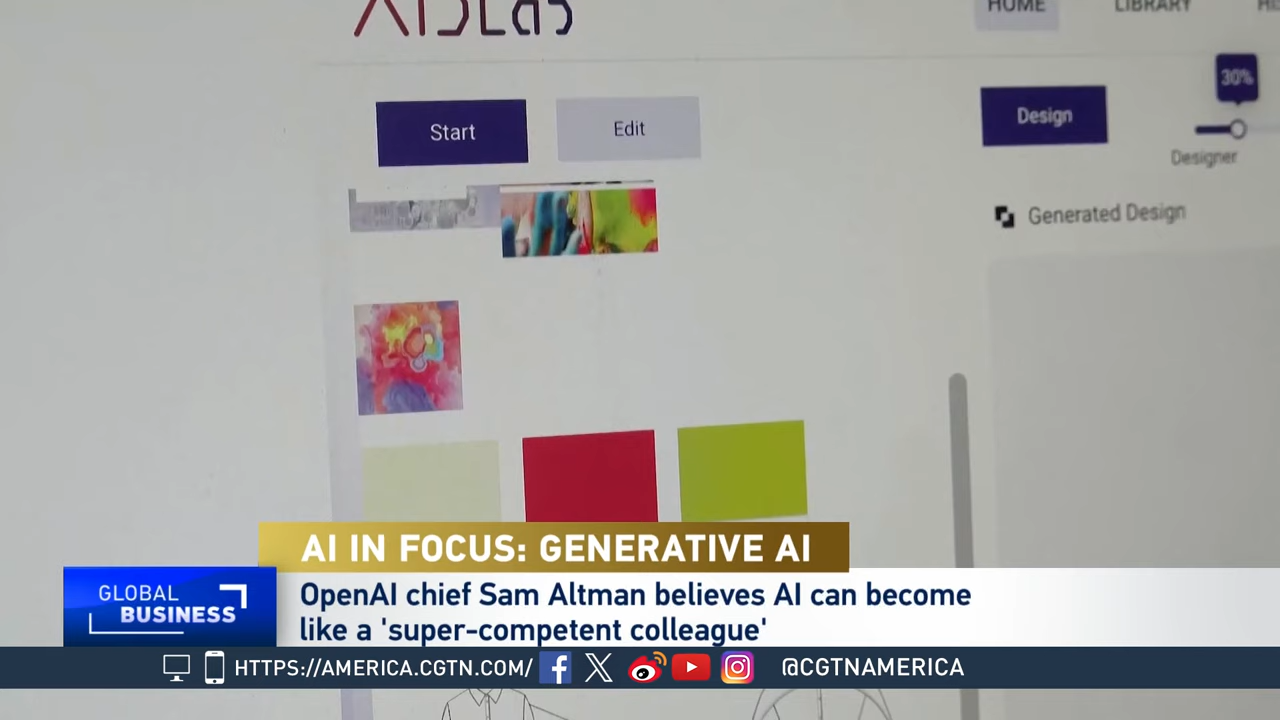 HOME
LIBRARY
30%
Start
Edit
Design
Designer
Generated Design
AI IN FOCUS: GENERATIVE AI
GLOBAL
BUSINESS
OpenAI chief Sam Altman believes AI can become
like a 'super-competent colleague'
HTTPS://AMERICA.CGTN.COM/
@CGTNAMERICA